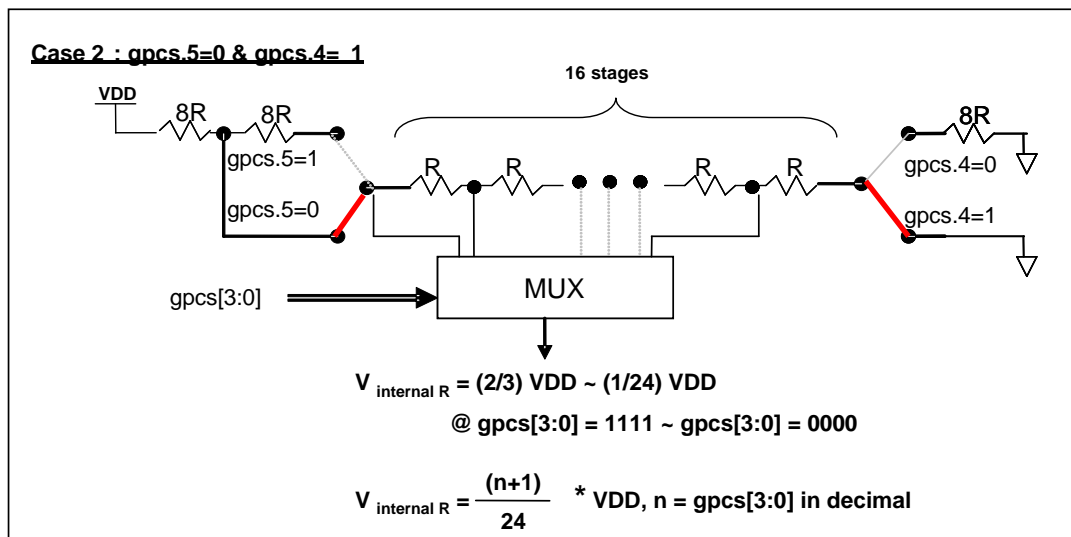 Case 2 : gpcs.5=0 & gpcs.4= 1
16 stages
VDD
8R 8R 8R
gpcs.5=1 R R R R gpcs.4=0
gpcs.5=0 gpcs.4=1
MUX
gpcs[3:0]
V internal R = (2/3) VDD ~ (1/24) VDD
@ gpcs[3:0] = 1111 ~ gpcs[3:0] = 0000
V internal R = (n+1) / 24 * VDD, n = gpcs[3:0] in decimal